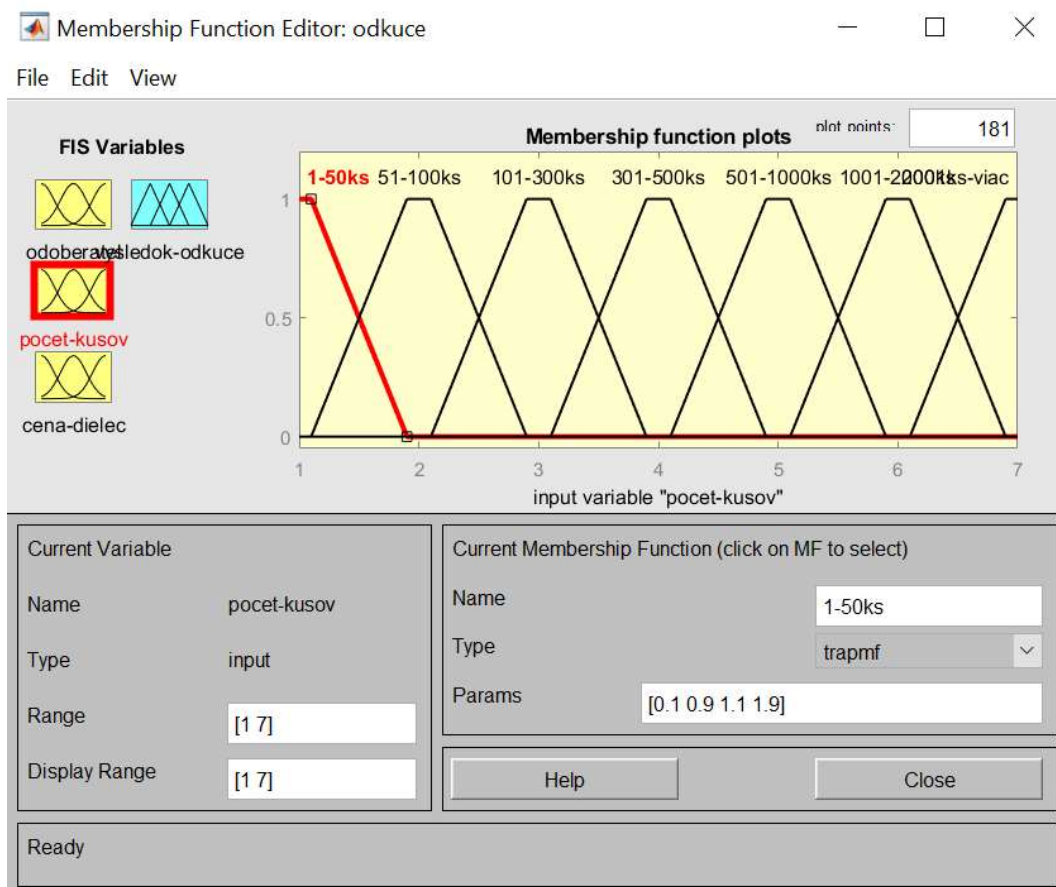 Membership Function Editor: odkuce
File Edit View
FIS Variables
Membership function plots
plot points:
181
1-50ks 51-100ks 101-300ks 301-500ks 501-1000ks
1
0.5
0
1 2 3 4 5 6 7
input variable "pocet-kusov"
pocet-kusov
cena-dielec
Current Variable
Name pocet-kusov
Type input
Range [1 7]
Display Range [1 7]
Current Membership Function (click on MF to select)
Name 1-50ks
Type trapmf
Params [0.1 0.9 1.1 1.9]
Help Close
Ready